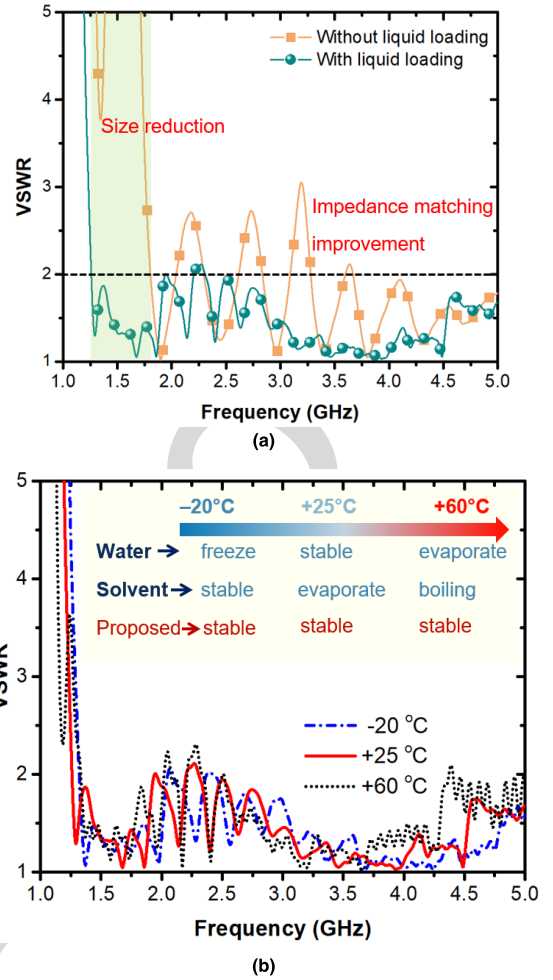 5
4
3
2
1
VSWR
Without liquid loading
With liquid loading
Size reduction
Impedance matching
improvement
1.0 1.5 2.0 2.5 3.0 3.5 4.0 4.5 5.0
Frequency (GHz)
(a)
5
4
3
2
1
VSWR
–20°C +25°C +60°C
Water freeze stable evaporate
Solvent stable evaporate boiling
Proposed stable stable stable
-20 °C
+25 °C
+60 °C
1.0 1.5 2.0 2.5 3.0 3.5 4.0 4.5 5.0
Frequency (GHz)
(b)